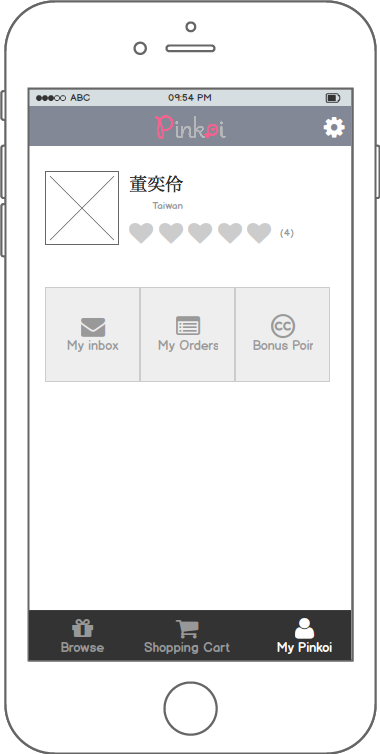 ABC 09:54 PM
Pinkoi
董奕伶
Taiwan
(4)
My inbox My Orders Bonus Poir
CC
Browse Shopping Cart My Pinkoi